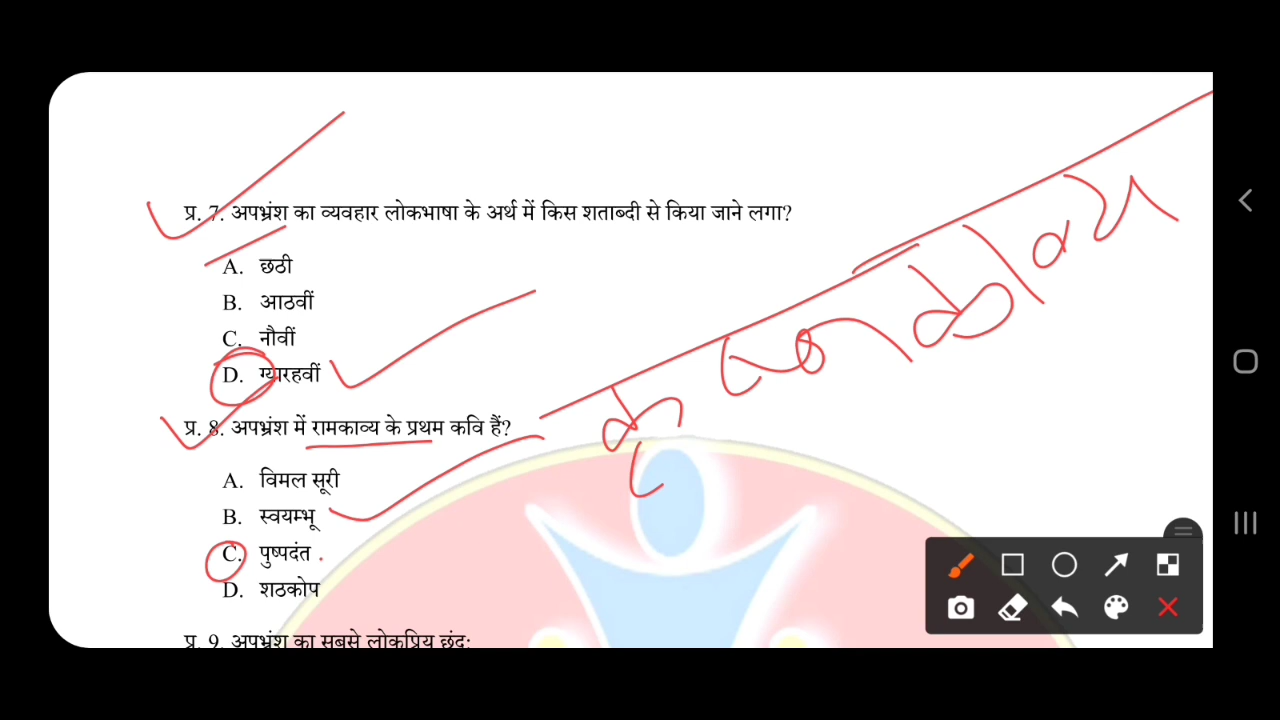 प्र. 7. अपभ्रंश का व्यवहार लोकभाषा के अर्थ में किस शताब्दी से किया जाने लगा?
A. छठी
B. आठवीं
C. नौवीं
D. ग्यारहवीं
प्र. 8. अपभ्रंश में रामकाव्य के प्रथम कवि हैं?
A. विमल सूरी
B. स्वयम्भू
C. पुष्पदंत
D. शठकोप
प्र. 9. अपभ्रंश का सबसे लोकप्रिय छंद: